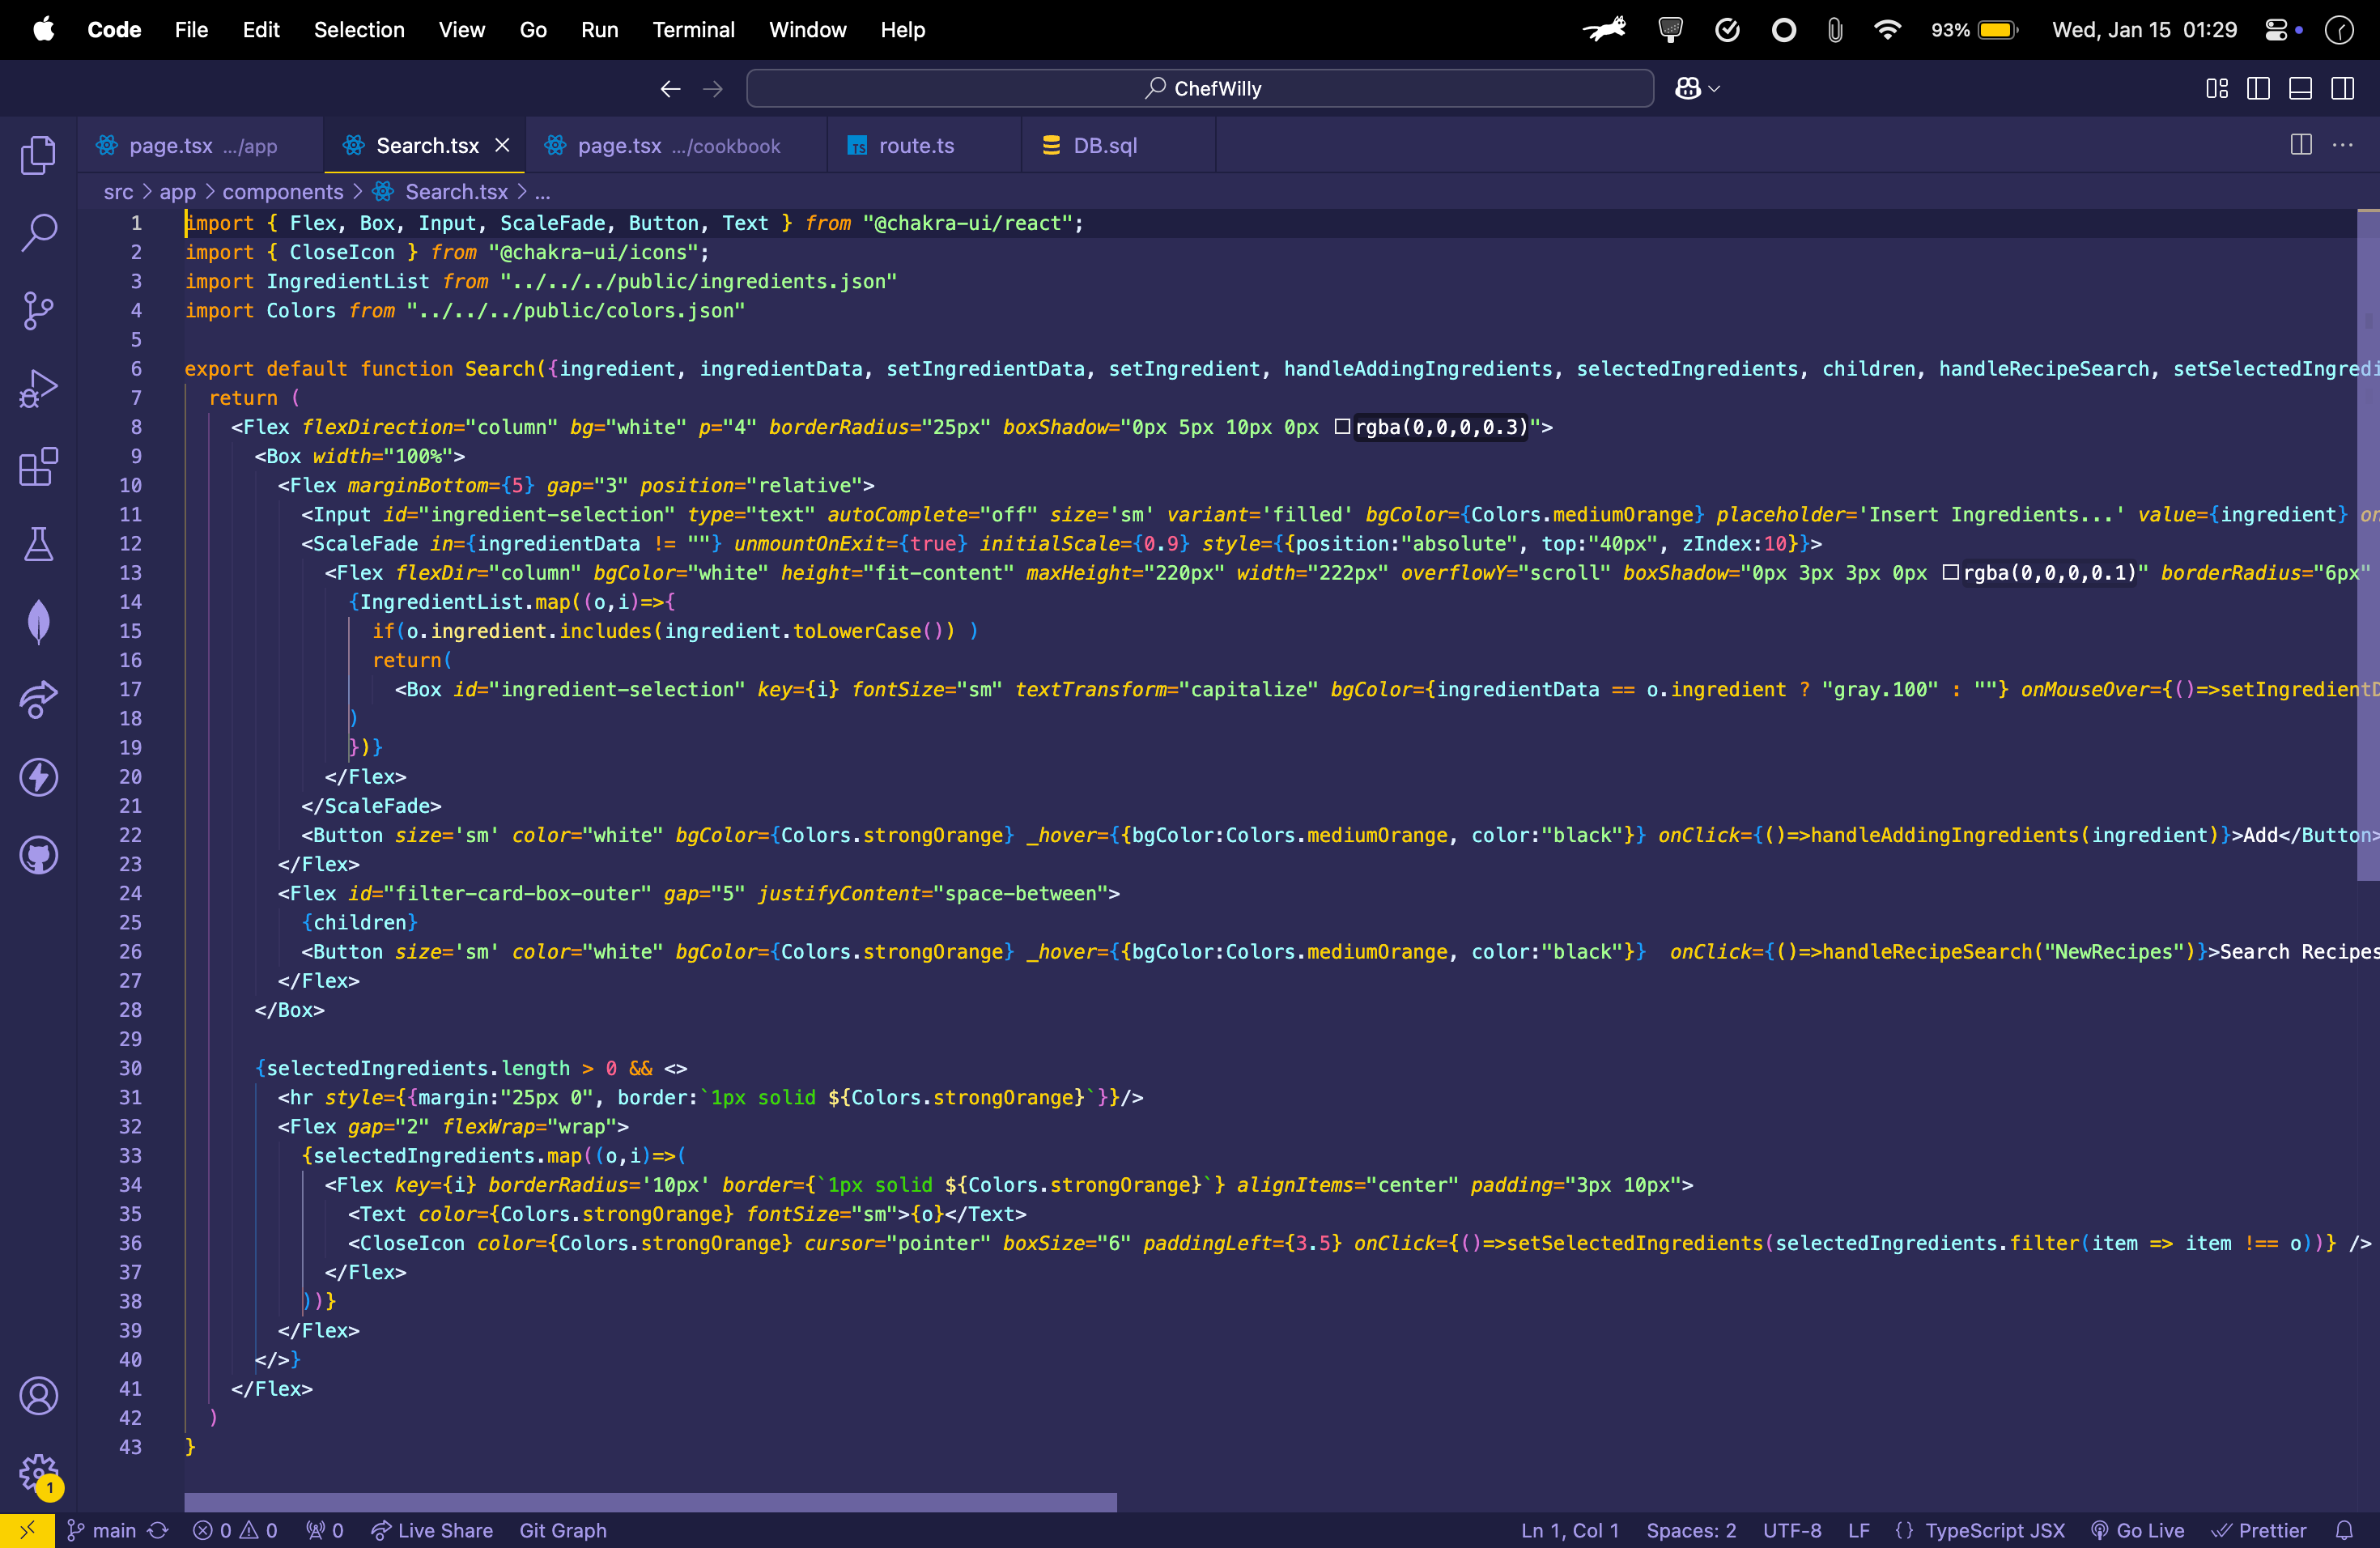 Code File Edit Selection View Go Run Terminal Window Help 93% Wed, Jan 15 01:29
ChefWilly
page.tsx .../app Search.tsx page.tsx .../cookbook TS route.ts DB.sql
src > app > components > Search.tsx > ...
1 import { Flex, Box, Input, ScaleFade, Button, Text } from "@chakra-ui/react";
2 import { CloseIcon } from "@chakra-ui/icons";
3 import IngredientList from "../../../public/ingredients.json"
4 import Colors from "../../../public/colors.json"
5
6 export default function Search({ingredient, ingredientData, setIngredientData, setIngredient, handleAddingIngredients, selectedIngredients, children, handleRecipeSearch, setSelectedIngredi
7 return (
8 <Flex flexDirection="column" bg="white" p="4" borderRadius="25px" boxShadow="0px 5px 10px 0px rgba(0,0,0,0.3)">
9 <Box width="100%">
10 <Flex marginBottom={5} gap="3" position="relative">
11 <Input id="ingredient-selection" type="text" autoComplete="off" size='sm' variant='filled' bgColor={Colors.mediumOrange} placeholder='Insert Ingredients...' value={ingredient} on
12 <ScaleFade in={ingredientData != ""} unmountOnExit={true} initialScale={0.9} style={{position:"absolute", top:"40px", zIndex:10}}>
13 <Flex flexDir="column" bgColor="white" height="fit-content" maxHeight="220px" width="222px" overflowY="scroll" boxShadow="0px 3px 3px 0px rgba(0,0,0,0.1)" borderRadius="6px"
14 {IngredientList.map((o,i)=>{
15 if(o.ingredient.includes(ingredient.toLowerCase()) )
16 return(
17 <Box id="ingredient-selection" key={i} fontSize="sm" textTransform="capitalize" bgColor={ingredientData == o.ingredient ? "gray.100" : ""} onMouseOver={()=>setIngredientD
18 )
19 })}
20 </Flex>
21 </ScaleFade>
22 <Button size='sm' color="white" bgColor={Colors.strongOrange} _hover={{bgColor:Colors.mediumOrange, color:"black"}} onClick={()=>handleAddingIngredients(ingredient)}>Add</Button>
23 </Flex>
24 <Flex id="filter-card-box-outer" gap="5" justifyContent="space-between">
25 {children}
26 <Button size='sm' color="white" bgColor={Colors.strongOrange} _hover={{bgColor:Colors.mediumOrange, color:"black"}}  onClick={()=>handleRecipeSearch("NewRecipes")}>Search Recipes
27 </Flex>
28 </Box>
29
30 {selectedIngredients.length > 0 && <>
31 <hr style={{margin:"25px 0", border:`1px solid ${Colors.strongOrange}`}}/>
32 <Flex gap="2" flexWrap="wrap">
33 {selectedIngredients.map((o,i)=>(
34 <Flex key={i} borderRadius='10px' border={`1px solid ${Colors.strongOrange}`} alignItems="center" padding="3px 10px">
35 <Text color={Colors.strongOrange} fontSize="sm">{o}</Text>
36 <CloseIcon color={Colors.strongOrange} cursor="pointer" boxSize="6" paddingLeft={3.5} onClick={()=>setSelectedIngredients(selectedIngredients.filter(item => item !== o))} />
37 </Flex>
38 ))}
39 </Flex>
40 </>}
41 </Flex>
42 )
43 }
1
main 0 0 0 Live Share Git Graph Ln 1, Col 1 Spaces: 2 UTF-8 LF {} TypeScript JSX Go Live Prettier